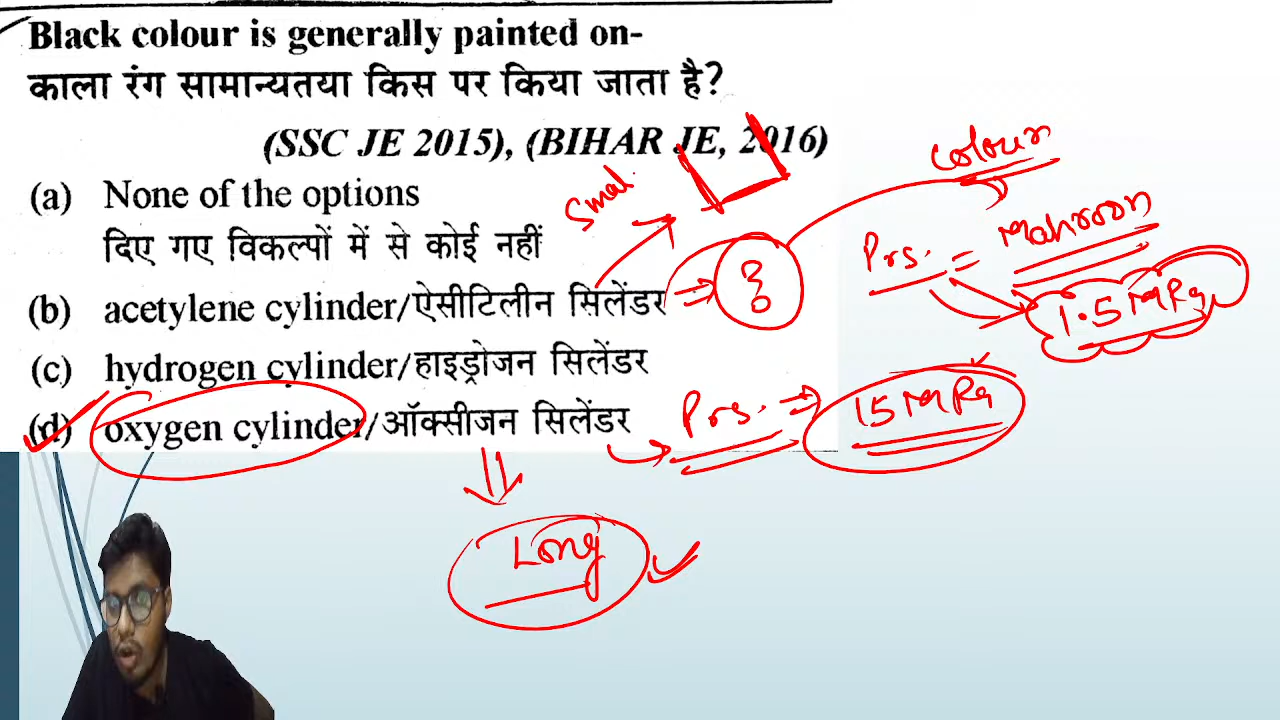 Black colour is generally painted on-
काला रंग सामान्यतया किस पर किया जाता है?
(SSC JE 2015), (BIHAR JE, 2016)
(a) None of the options
दिए गए विकल्पों में से कोई नहीं
(b) acetylene cylinder/ऐसीटिलीन सिलेंडर
(c) hydrogen cylinder/हाइड्रोजन सिलेंडर
(d) oxygen cylinder/ऑक्सीजन सिलेंडर
colour
Prs. = Mahroon
1.5 MPa
Prs. ⇒ 15 MPa
Long